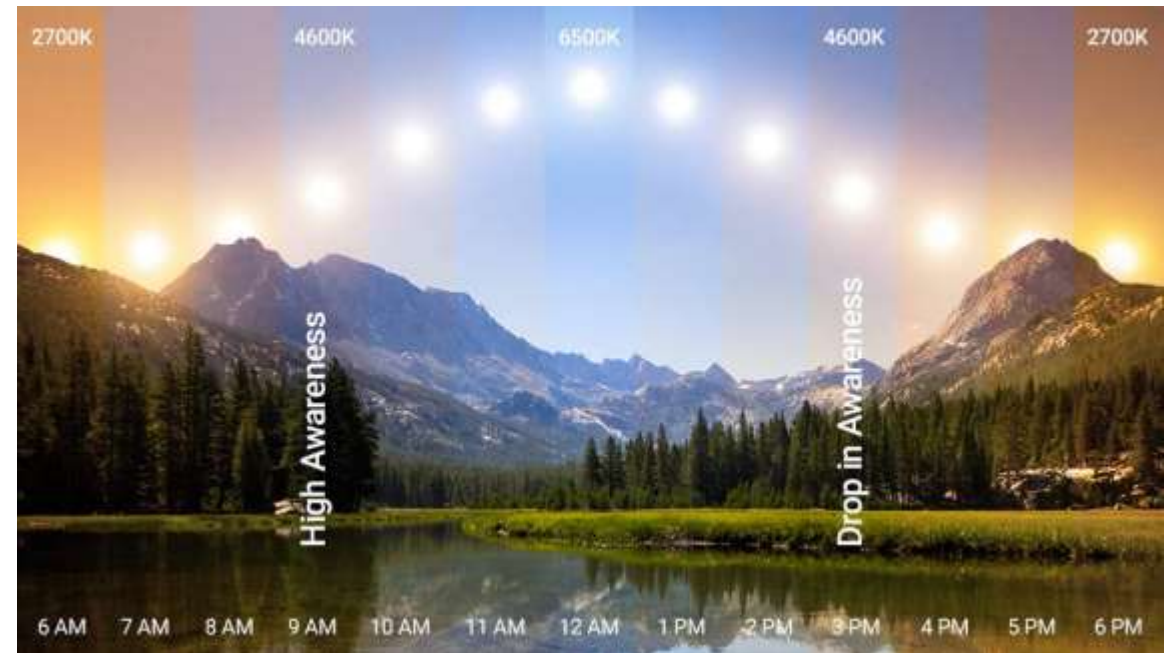 2700K 4600K 6500K 4600K 2700K
High Awareness
Drop in Awareness
6 AM 7 AM 8 AM 9 AM 10 AM 11 AM 12 AM 1 PM 2 PM 3 PM 4 PM 5 PM 6 PM